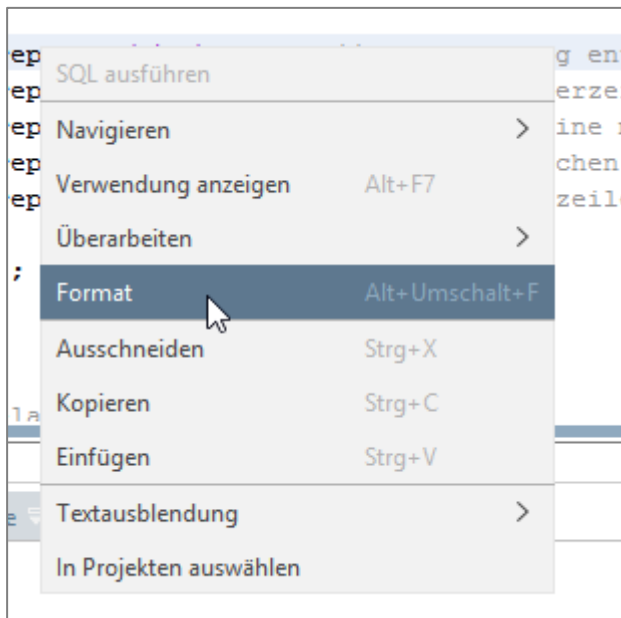 SQL ausführen
Navigieren
Verwendung anzeigen Alt+F7
Überarbeiten
Format Alt+Umschalt+F
Ausschneiden Strg+X
Kopieren Strg+C
Einfügen Strg+V
Textausblendung
In Projekten auswählen